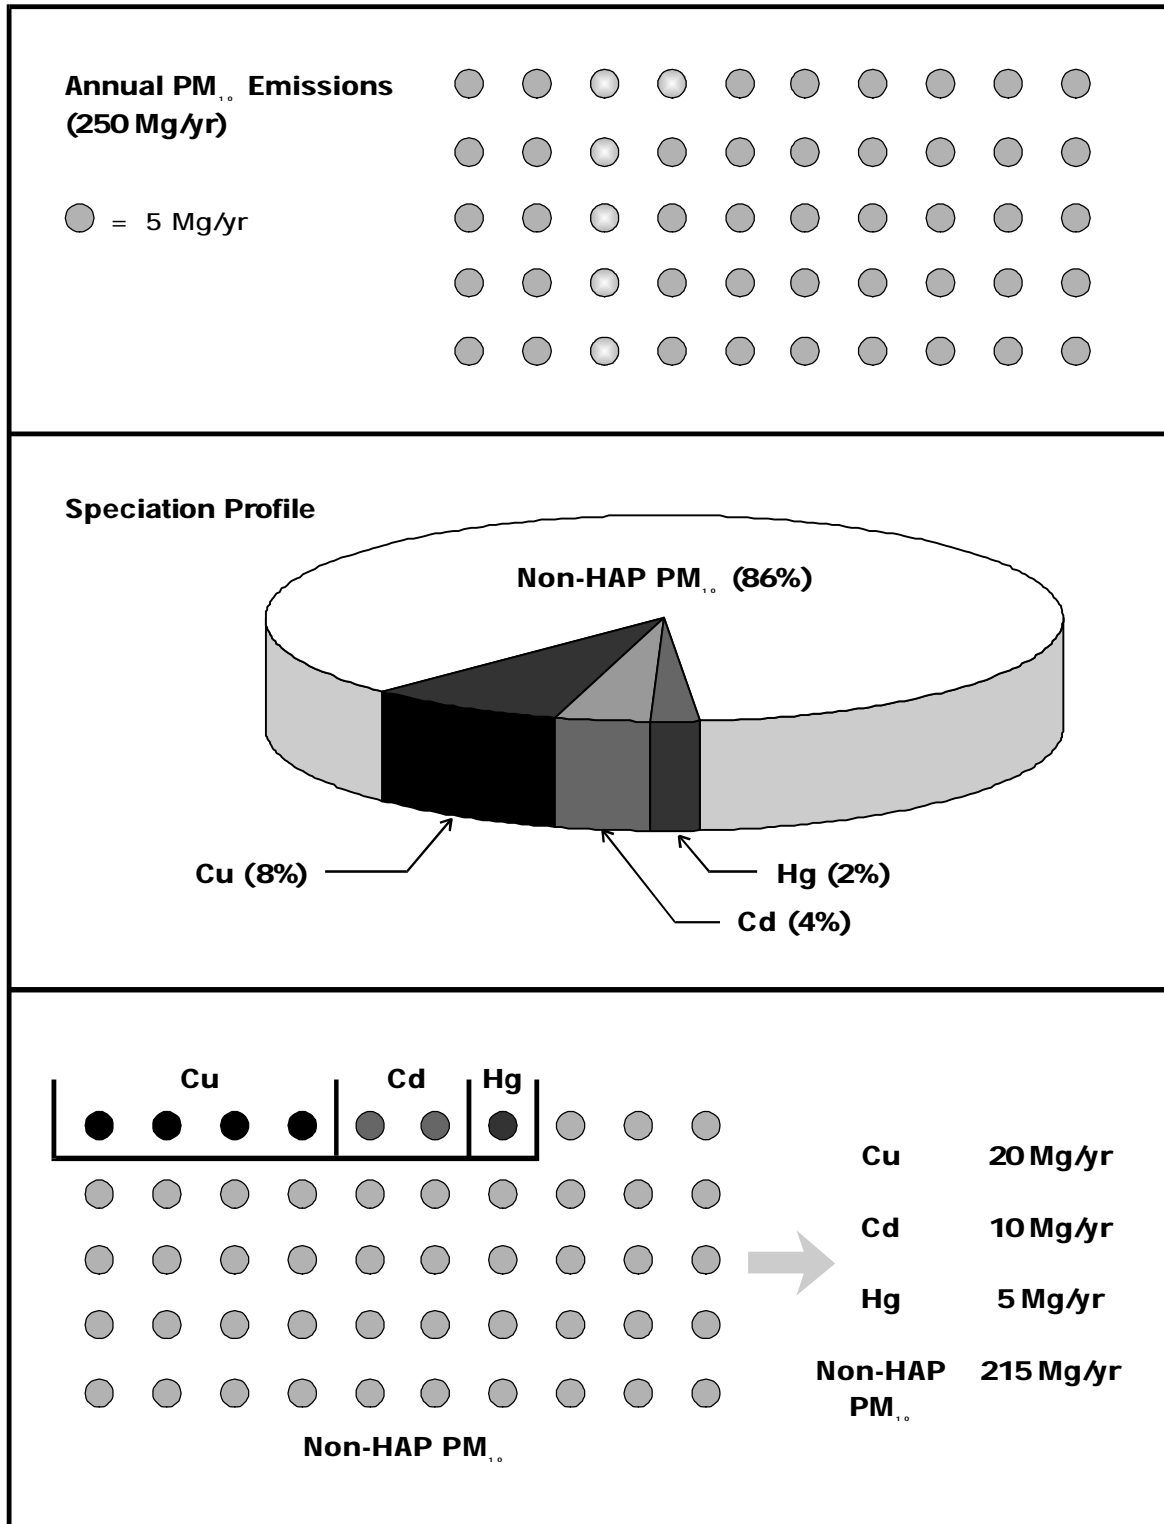 Annual PM₁₀ Emissions
(250 Mg/yr)
= 5 Mg/yr
Speciation Profile
Non-HAP PM₁₀ (86%)
Cu (8%)
Hg (2%)
Cd (4%)
Cu Cd Hg
Cu 20 Mg/yr
Cd 10 Mg/yr
Hg 5 Mg/yr
Non-HAP 215 Mg/yr
PM₁₀
Non-HAP PM₁₀